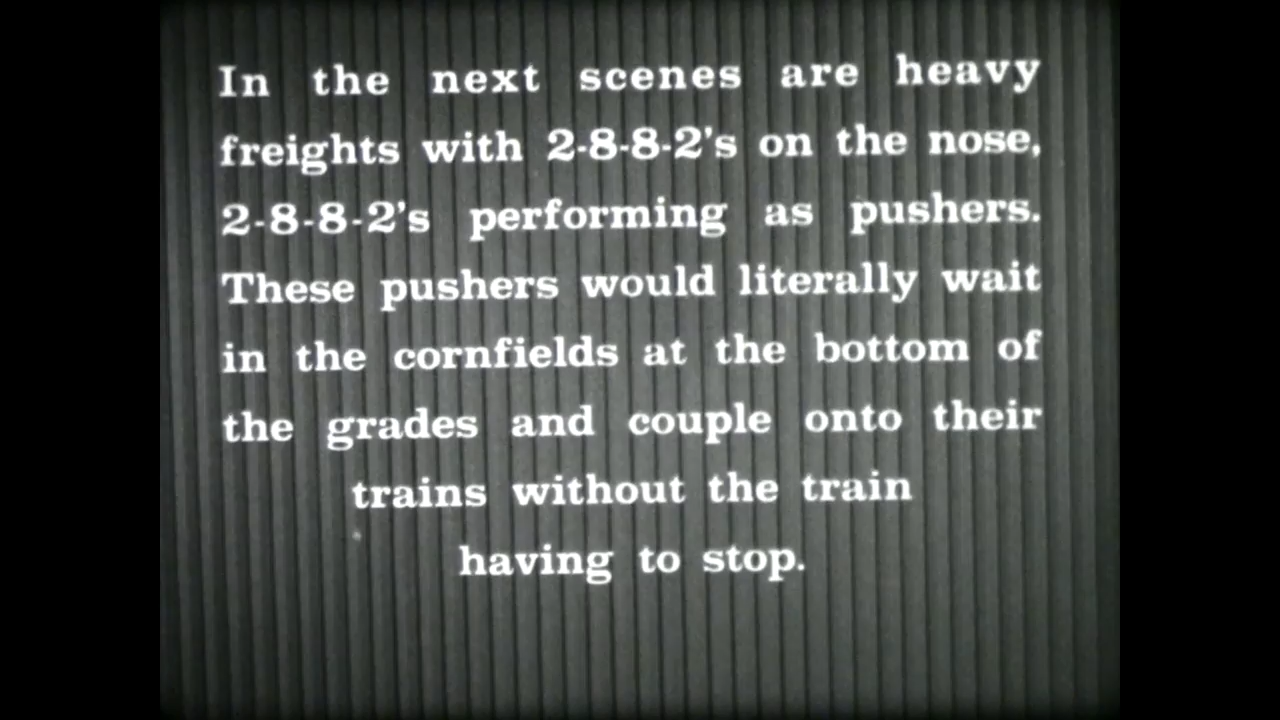 In the next scenes are heavy
freights with 2-8-8-2's on the nose,
2-8-8-2's performing as pushers.
These pushers would literally wait
in the cornfields at the bottom of
the grades and couple onto their
trains without the train
having to stop.